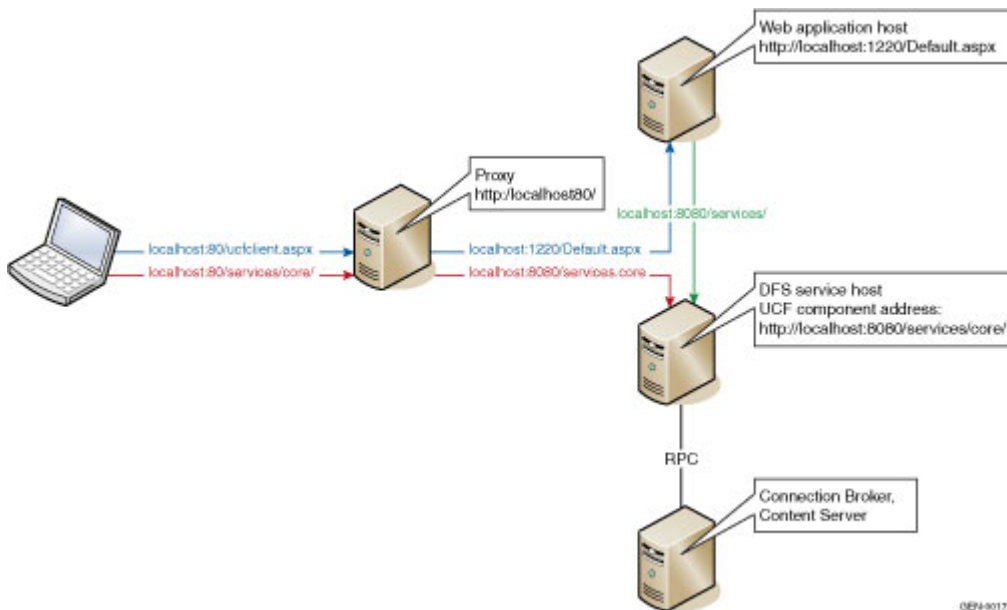 Web application host
http://localhost:1220/Default.aspx
Proxy
http:/localhost80/
localhost:8080/services/
localhost:80/ucfclient.aspx
localhost:1220/Default.aspx
localhost:80/services/core/
localhost:8080/services.core
DFS service host
UCF component address:
http://localhost:8080/services/core/
RPC
Connection Broker,
Content Server